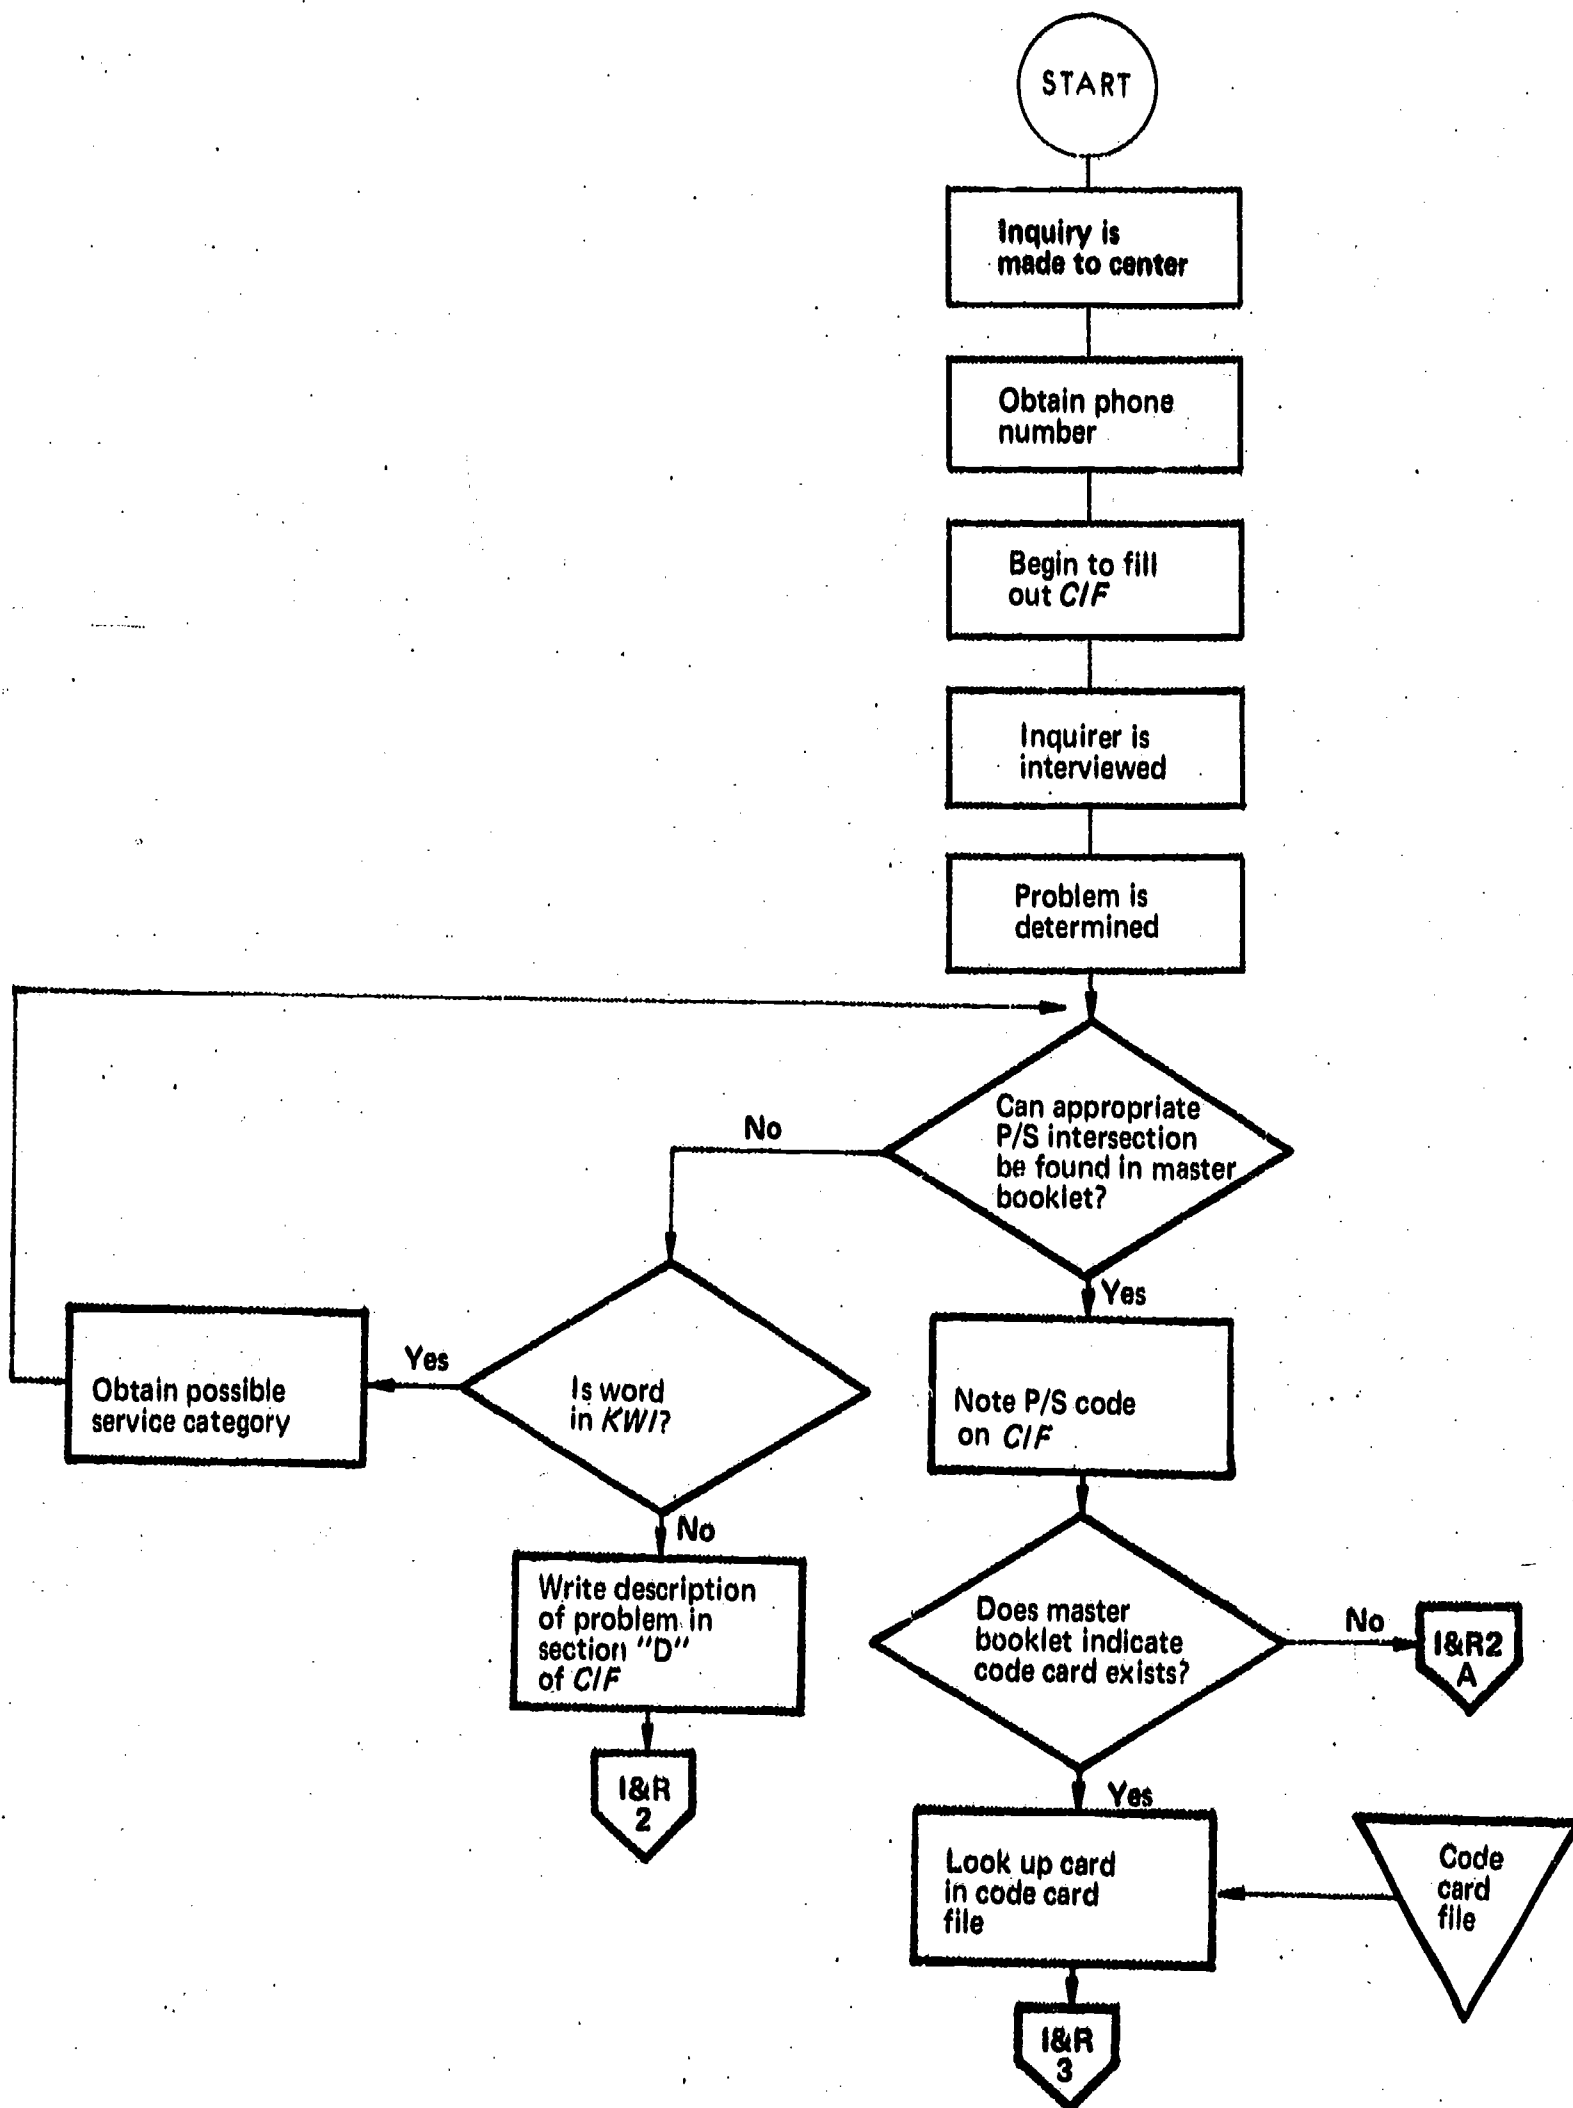 START
Inquiry is
made to center
Obtain phone
number
Begin to fill
out CIF
Inquirer is
interviewed
Problem is
determined
Can appropriate
P/S intersection
be found in master
booklet?
No
Yes
Is word
in KWI?
Yes
Obtain possible
service category
No
Write description
of problem in
section "D"
of CIF
I&R
2
Note P/S code
on CIF
Does master
booklet indicate
code card exists?
No
I&R2
A
Yes
Look up card
in code card
file
Code
card
file
I&R
3